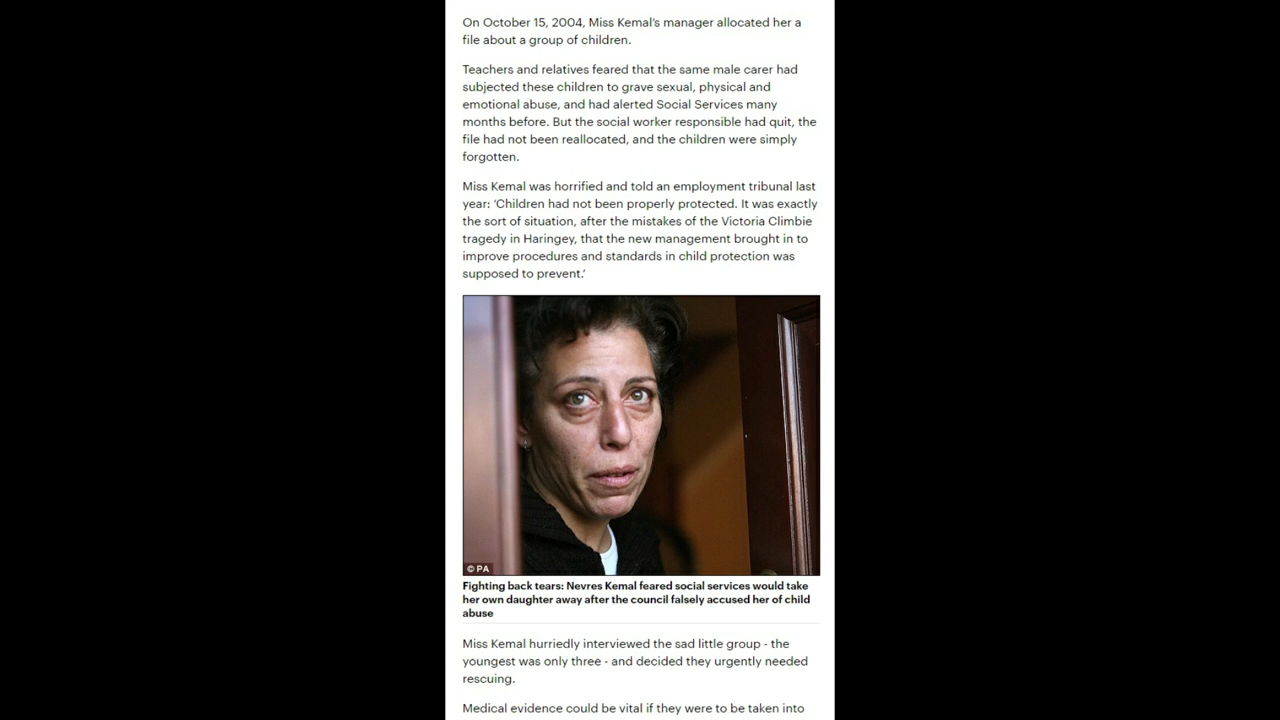 On October 15, 2004, Miss Kemal's manager allocated her a
file about a group of children.
Teachers and relatives feared that the same male carer had
subjected these children to grave sexual, physical and
emotional abuse, and had alerted Social Services many
months before. But the social worker responsible had quit, the
file had not been reallocated, and the children were simply
forgotten.
Miss Kemal was horrified and told an employment tribunal last
year: ‘Children had not been properly protected. It was exactly
the sort of situation, after the mistakes of the Victoria Climbie
tragedy in Haringey, that the new management brought in to
improve procedures and standards in child protection was
supposed to prevent.’
© PA
Fighting back tears: Nevres Kemal feared social services would take
her own daughter away after the council falsely accused her of child
abuse
Miss Kemal hurriedly interviewed the sad little group - the
youngest was only three - and decided they urgently needed
rescuing.
Medical evidence could be vital if they were to be taken into